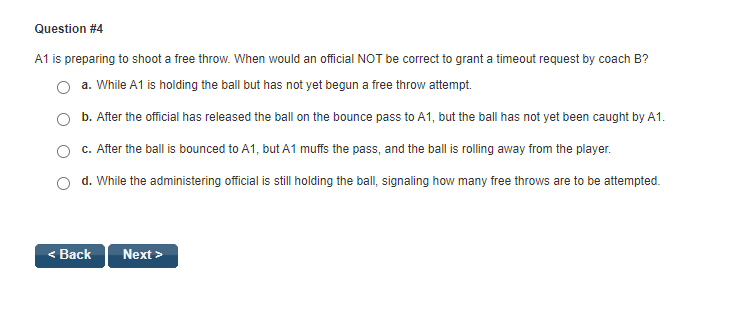 Question #4
A1 is preparing to shoot a free throw. When would an official NOT be correct to grant a timeout request by coach B?
a. While A1 is holding the ball but has not yet begun a free throw attempt.
b. After the official has released the ball on the bounce pass to A1, but the ball has not yet been caught by A1.
c. After the ball is bounced to A1, but A1 muffs the pass, and the ball is rolling away from the player.
d. While the administering official is still holding the ball, signaling how many free throws are to be attempted.
< Back Next >